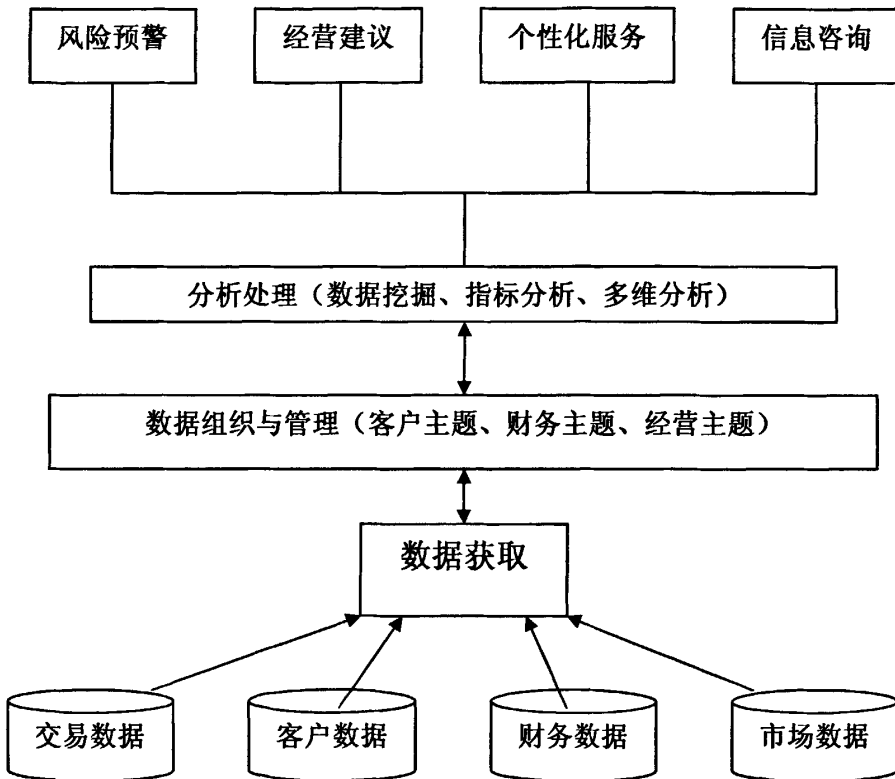 风险预警
经营建议
个性化服务
信息咨询
分析处理（数据挖掘、指标分析、多维分析）
数据组织与管理（客户主题、财务主题、经营主题）
数据获取
交易数据
客户数据
财务数据
市场数据